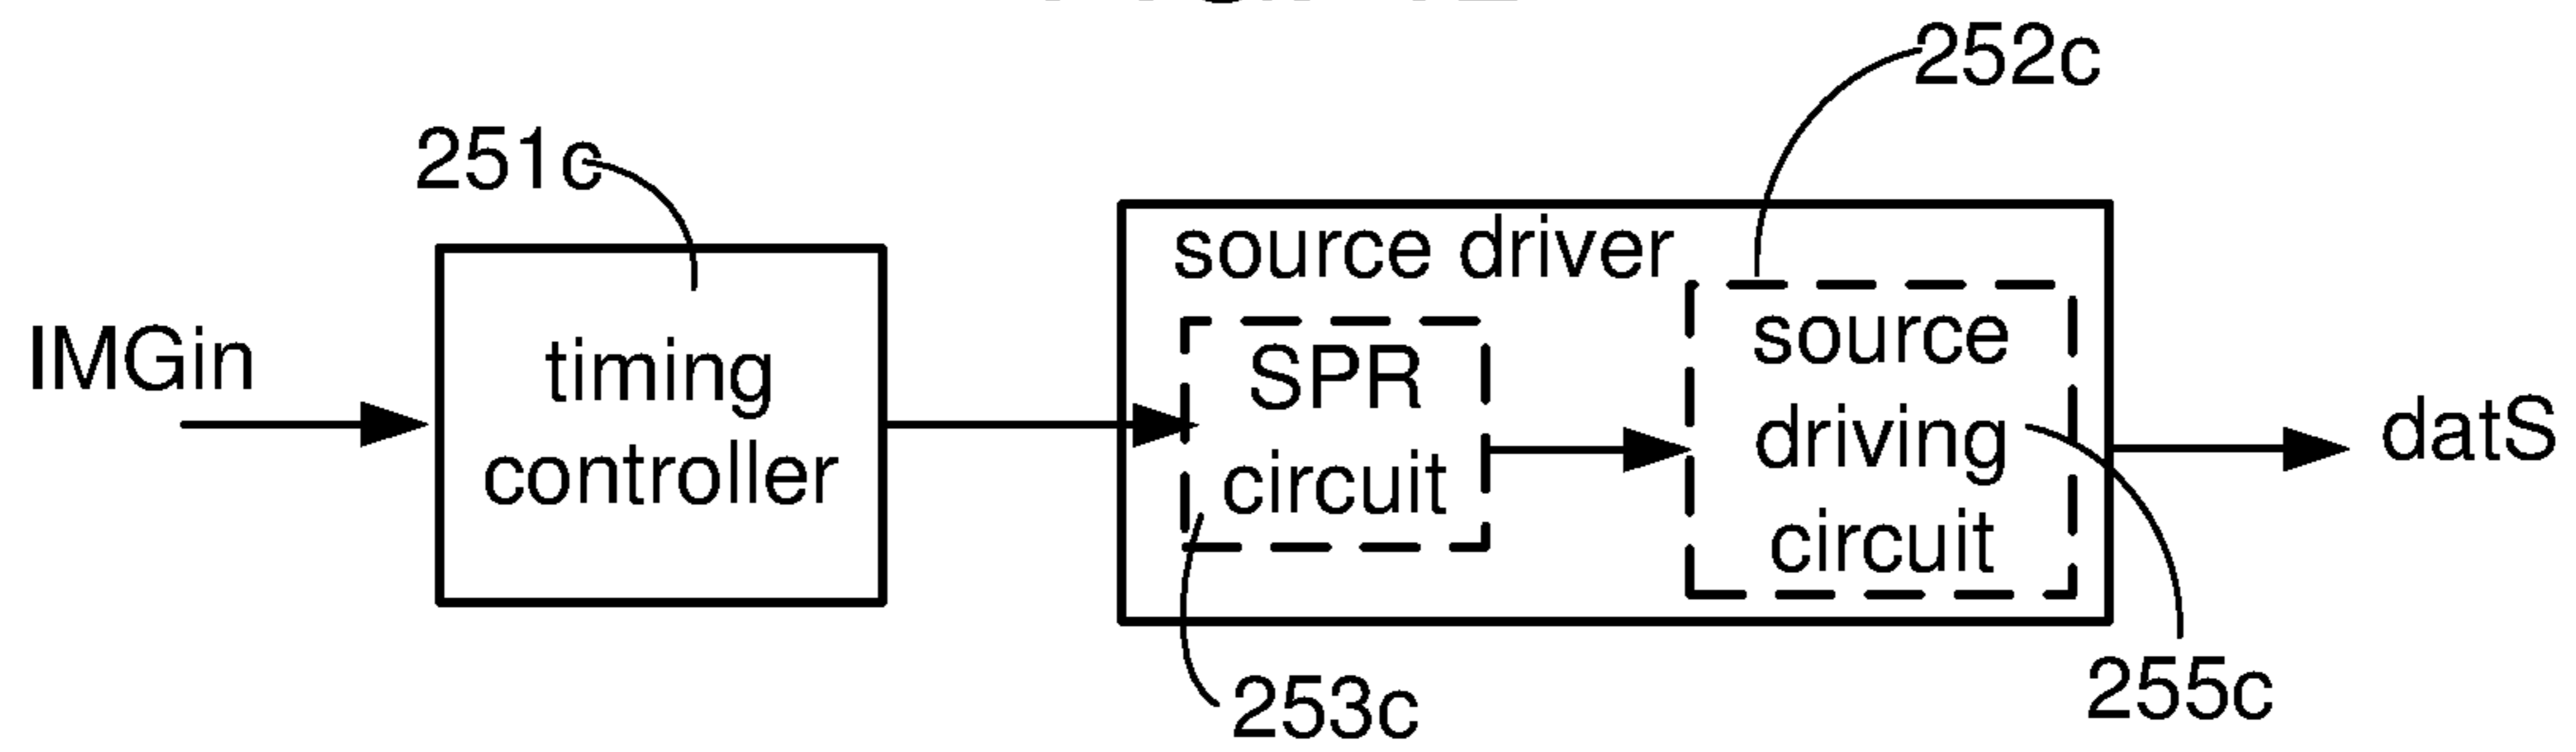 252c
251c
source driver
IMGin
timing
controller
SPR
circuit
source
driving
circuit
datS
253c
255c